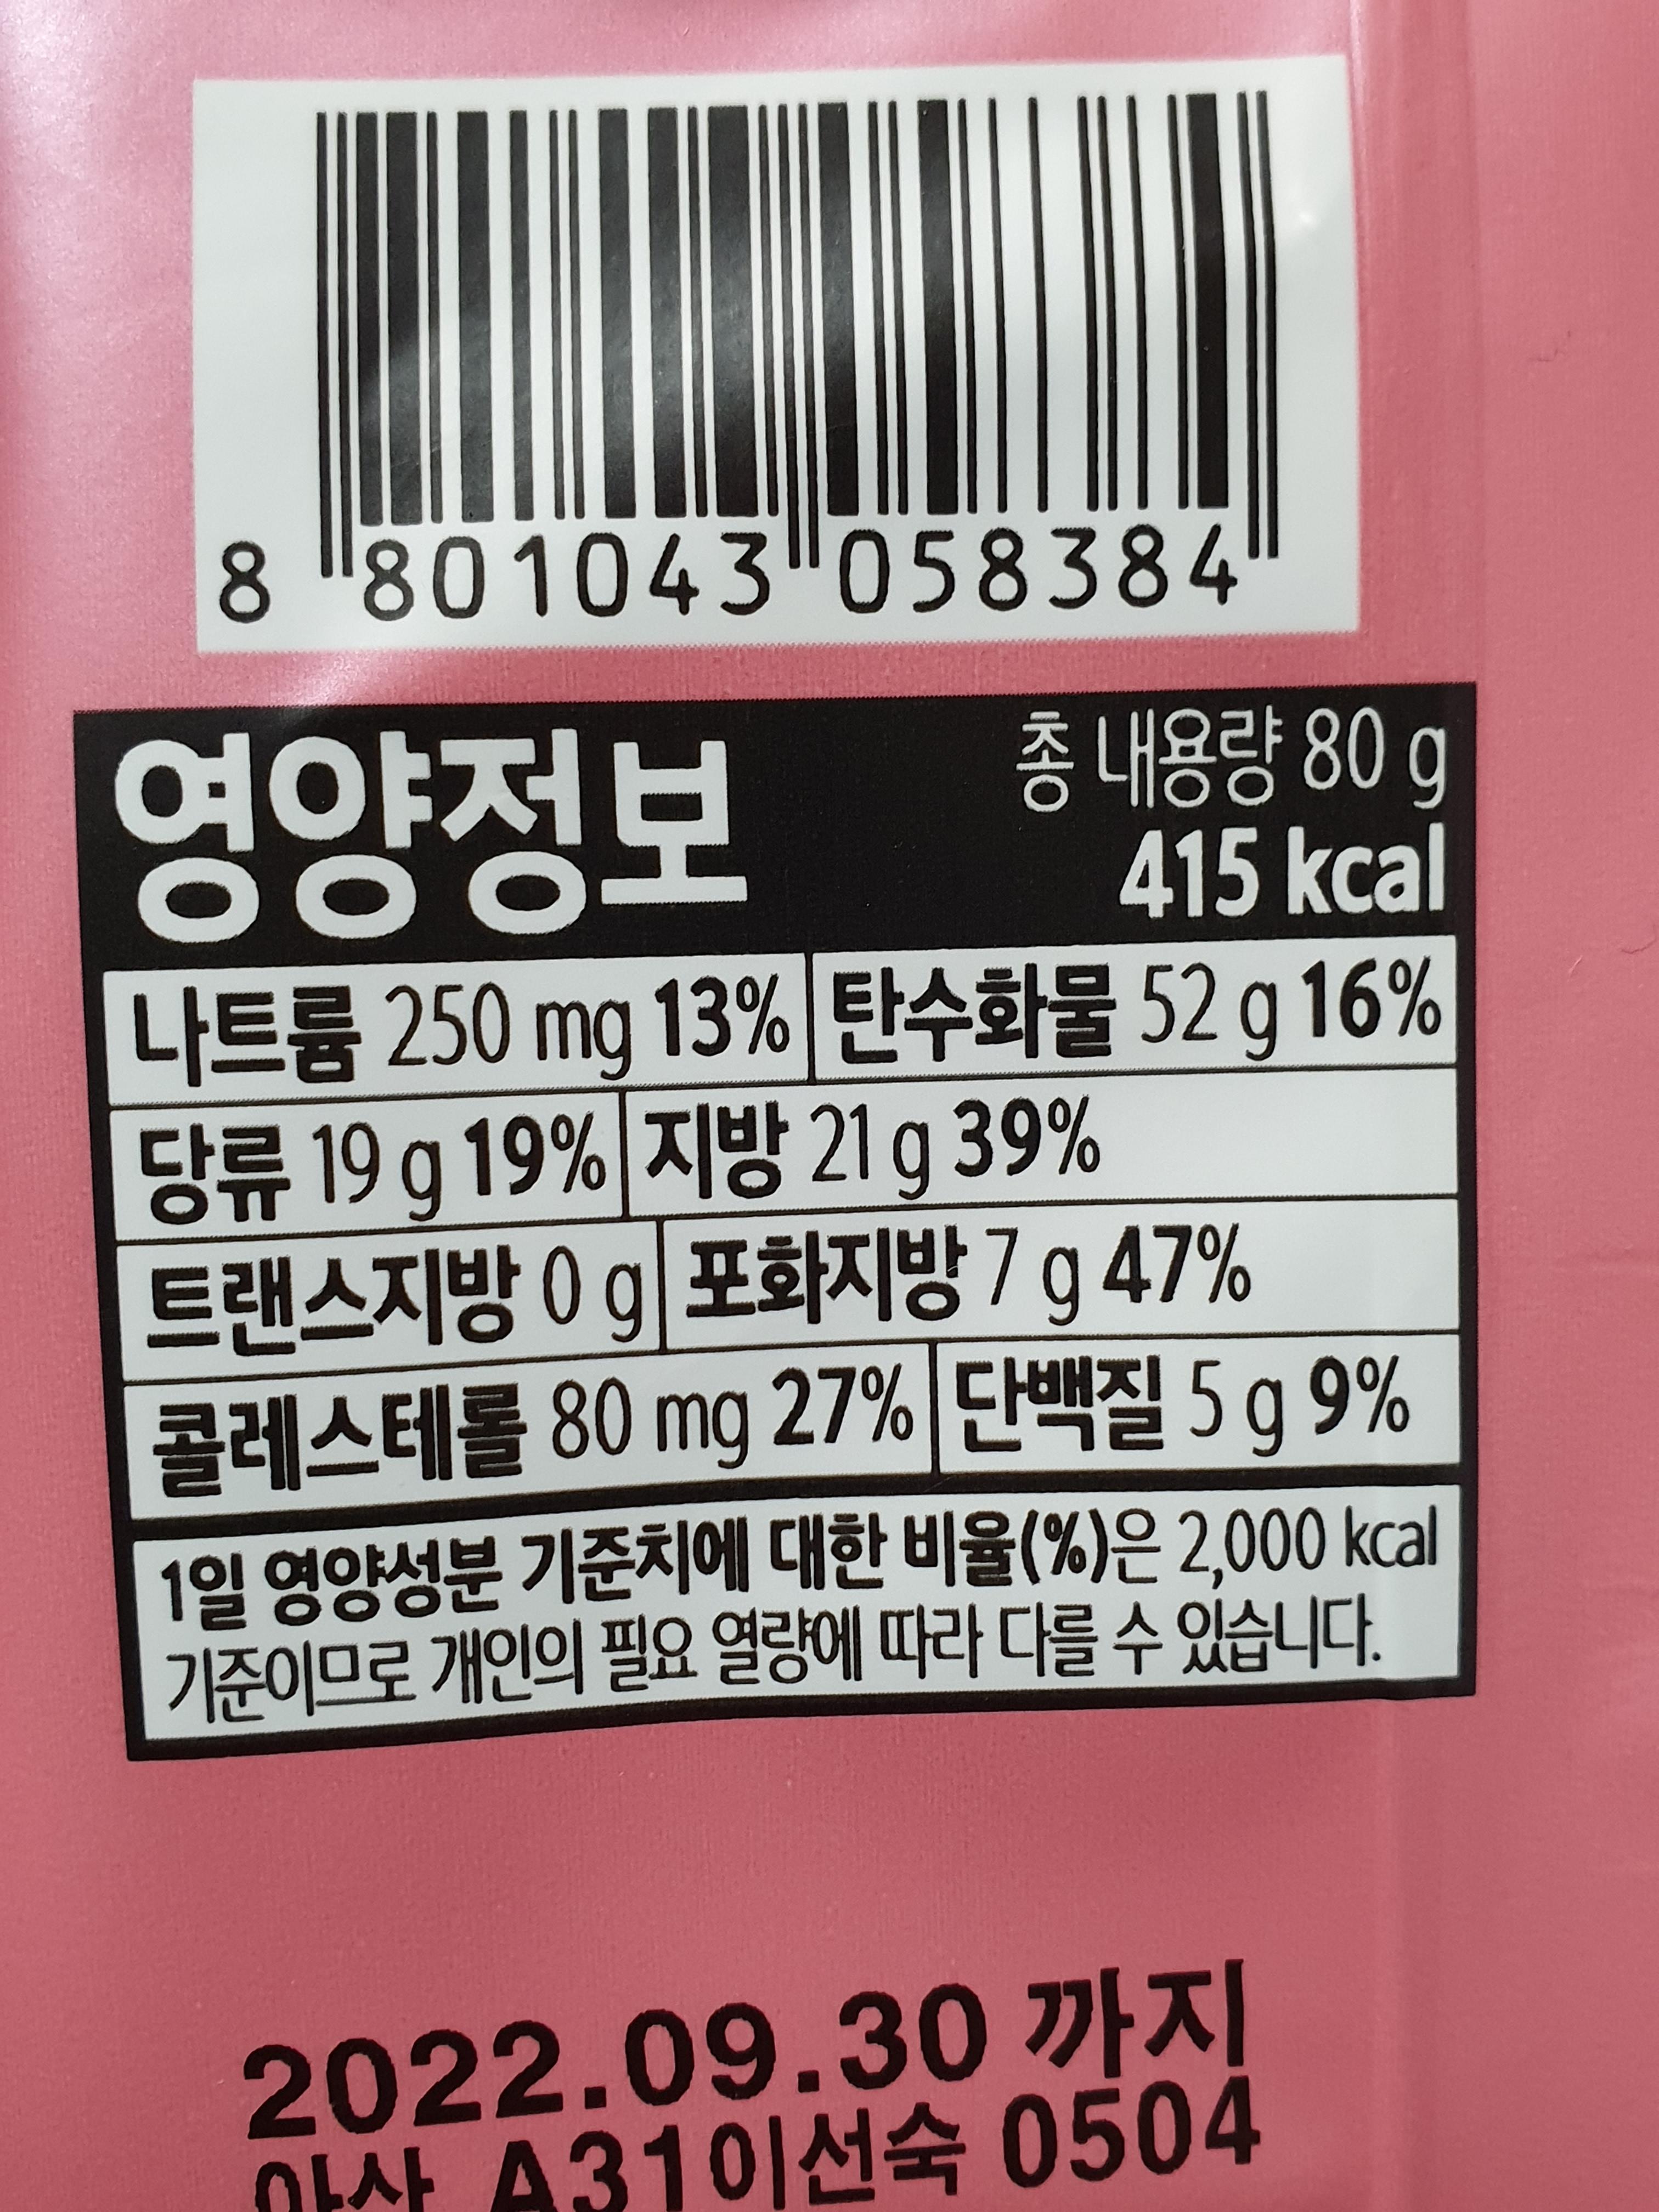 8 801043 058384
영양정보
총 내용량 80 g
415 kcal
나트륨 250 mg 13% 탄수화물 52 g 16%
당류 19 g 19% 지방 21 g 39%
트랜스지방 0 g 포화지방 7 g 47%
콜레스테롤 80 mg 27% 단백질 5 g 9%
1일 영양성분 기준치에 대한 비율(%)은 2,000 kcal
기준이므로 개인의 필요 열량에 따라 다를 수 있습니다.
2022.09.30 까지
아산 A31이선숙 0504